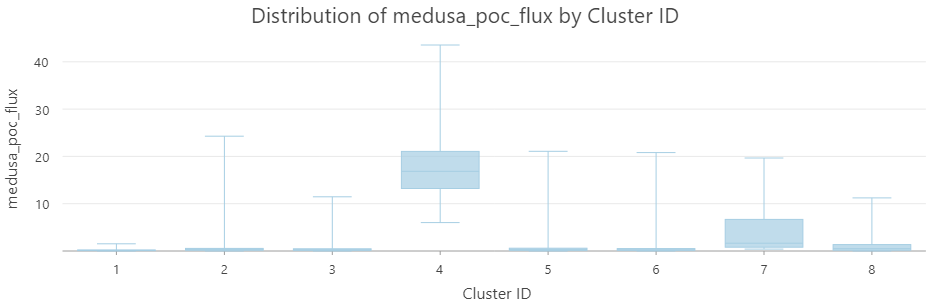 Distribution of medusa_poc_flux by Cluster ID
medusa_poc_flux
40
30
20
10
1 2 3 4 5 6 7 8
Cluster ID